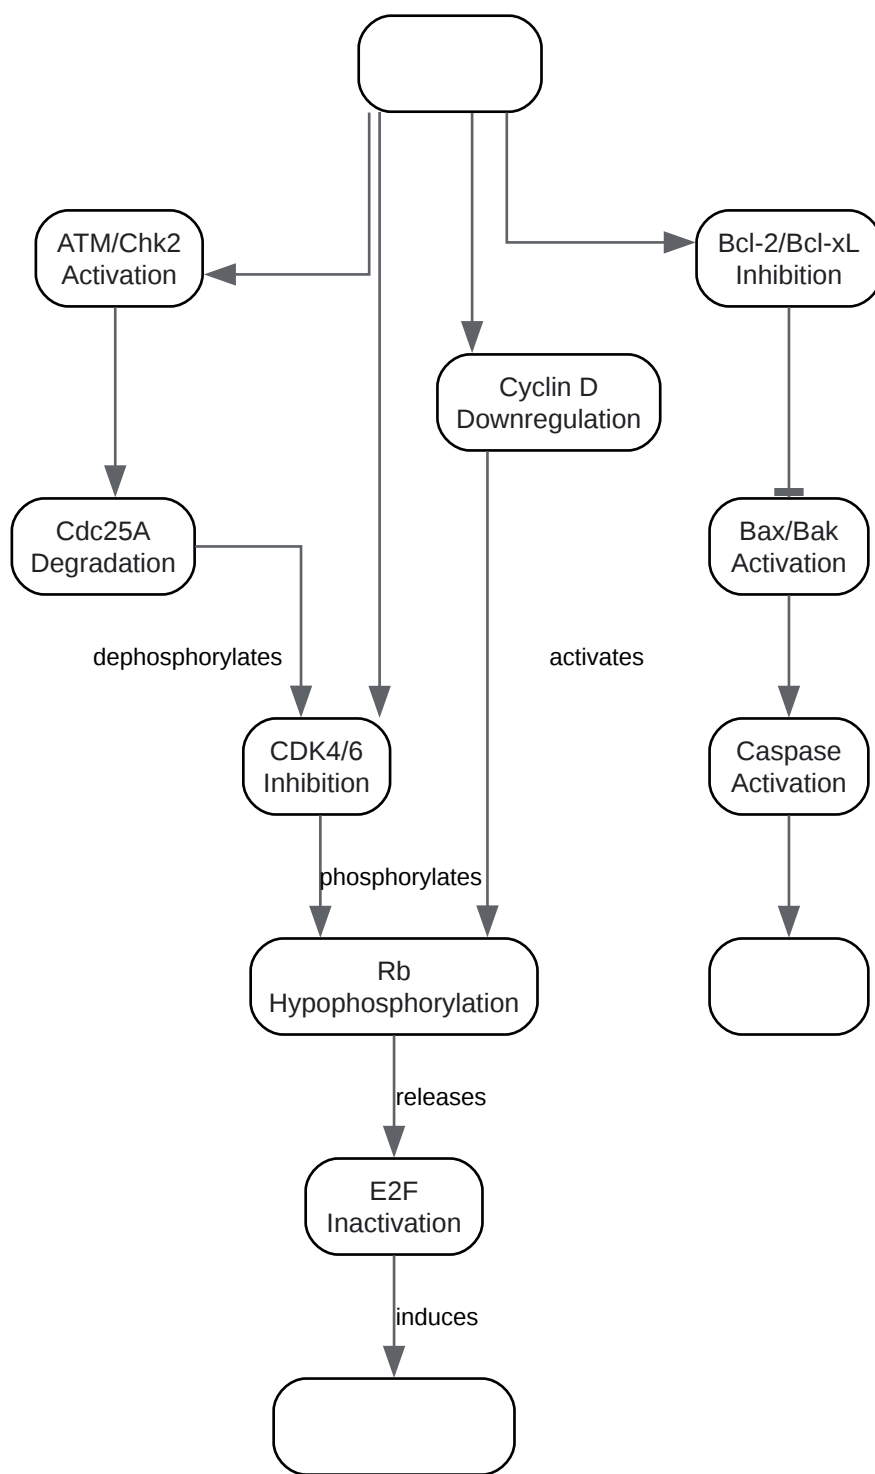 ATM/Chk2
Activation
Bcl-2/Bcl-xL
Inhibition
Cyclin D
Downregulation
Cdc25A
Degradation
Bax/Bak
Activation
dephosphorylates
activates
CDK4/6
Inhibition
Caspase
Activation
phosphorylates
Rb
Hypophosphorylation
releases
E2F
Inactivation
induces